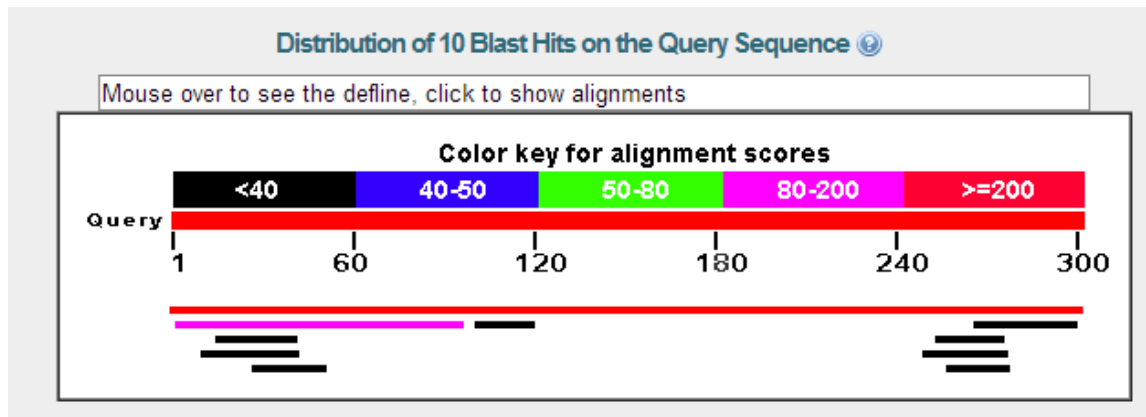 Distribution of 10 Blast Hits on the Query Sequence
Mouse over to see the defline, click to show alignments
Color key for alignment scores
<40 40-50 50-80 80-200 >=200
Query
1 60 120 180 240 300